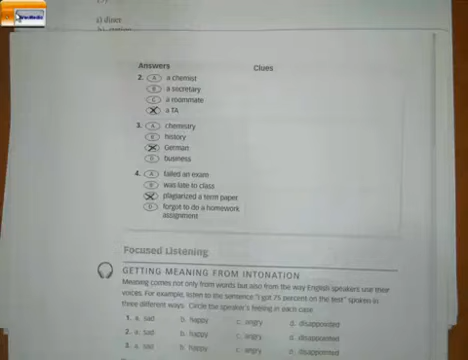 i) direct
Answers Clues
2. A a chemist
B a secretary
C a roommate
a TA
3. A chemistry
B history
German
D business
4. A failed an exam
B was late to class
plagiarized a term paper
D forgot to do a homework
assignment
Focused Listening
GETTING MEANING FROM INTONATION
Meaning comes not only from words but also from the way English speakers use their
voices. For example, listen to the sentence "I got 75 percent on the test" spoken in
three different ways. Circle the speaker's feeling in each case
1. a. sad b. happy c. angry d. disappointed
2. a. sad b. happy c. angry d. disappointed
3. a. sad b. happy c. angry d. disappointed